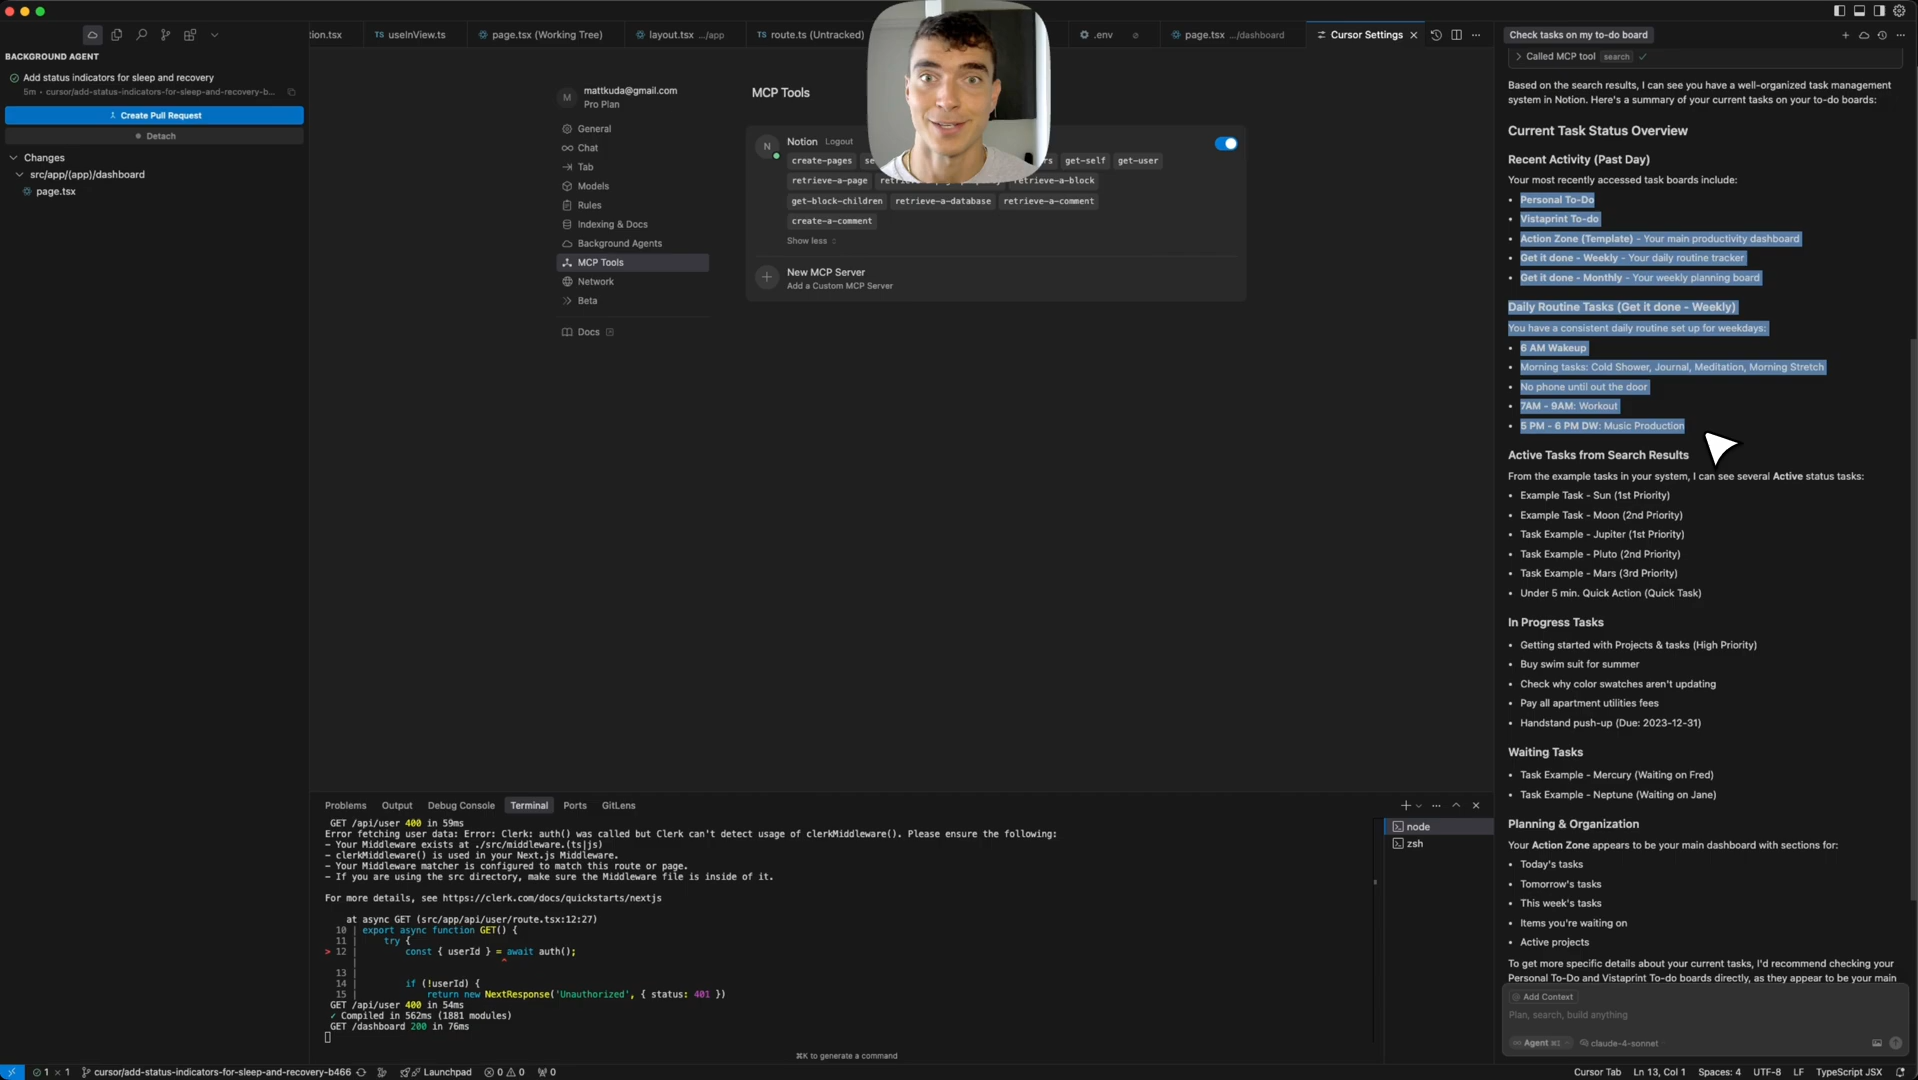 tion.tsx
TS useInView.ts
page.tsx (Working Tree)
layout.tsx .../app
TS route.ts (Untracked)
.env
page.tsx .../dashboard
Cursor Settings
BACKGROUND AGENT
Add status indicators for sleep and recovery
5m • cursor/add-status-indicators-for-sleep-and-recovery-b...
Create Pull Request
Detach
Changes
src/app/(app)/dashboard
page.tsx
M
mattkuda@gmail.com
Pro Plan
General
Chat
Tab
Models
Rules
Indexing & Docs
Background Agents
MCP Tools
Network
Beta
Docs
MCP Tools
N
Notion Logout
create-pages
get-self get-user
retrieve-a-page
retrieve-a-block
get-block-children retrieve-a-database retrieve-a-comment
create-a-comment
Show less
New MCP Server
Add a Custom MCP Server
Problems Output Debug Console Terminal Ports GitLens
GET /api/user 400 in 59ms
Error fetching user data: Error: Clerk: auth() was called but Clerk can't detect usage of clerkMiddleware(). Please ensure the following:
- Your Middleware exists at ./src/middleware.(ts|js)
- clerkMiddleware() is used in your Next.js Middleware.
- Your Middleware matcher is configured to match this route or page.
- If you are using the src directory, make sure the Middleware file is inside of it.
For more details, see https://clerk.com/docs/quickstarts/nextjs
at async GET (src/app/api/user/route.tsx:12:27)
10 | export async function GET() {
11 | try {
> 12 | const { userId } = await auth();
| ^
13 |
14 | if (!userId) {
15 | return new NextResponse('Unauthorized', { status: 401 })
GET /api/user 400 in 54ms
✓ Compiled in 562ms (1881 modules)
GET /dashboard 200 in 76ms
node
zsh
⌘K to generate a command
Check tasks on my to-do board
Called MCP tool search ✓
Based on the search results, I can see you have a well-organized task management
system in Notion. Here's a summary of your current tasks on your to-do boards:
Current Task Status Overview
Recent Activity (Past Day)
Your most recently accessed task boards include:
• Personal To-Do
• Vistaprint To-do
• Action Zone (Template) - Your main productivity dashboard
• Get it done - Weekly - Your daily routine tracker
• Get it done - Monthly - Your weekly planning board
Daily Routine Tasks (Get it done - Weekly)
You have a consistent daily routine set up for weekdays:
• 6 AM Wakeup
• Morning tasks: Cold Shower, Journal, Meditation, Morning Stretch
• No phone until out the door
• 7AM - 9AM: Workout
• 5 PM - 6 PM DW: Music Production
Active Tasks from Search Results
From the example tasks in your system, I can see several Active status tasks:
• Example Task - Sun (1st Priority)
• Example Task - Moon (2nd Priority)
• Task Example - Jupiter (1st Priority)
• Task Example - Pluto (2nd Priority)
• Task Example - Mars (3rd Priority)
• Under 5 min. Quick Action (Quick Task)
In Progress Tasks
• Getting started with Projects & tasks (High Priority)
• Buy swim suit for summer
• Check why color swatches aren't updating
• Pay all apartment utilities fees
• Handstand push-up (Due: 2023-12-31)
Waiting Tasks
• Task Example - Mercury (Waiting on Fred)
• Task Example - Neptune (Waiting on Jane)
Planning & Organization
Your Action Zone appears to be your main dashboard with sections for:
• Today's tasks
• Tomorrow's tasks
• This week's tasks
• Items you're waiting on
• Active projects
To get more specific details about your current tasks, I'd recommend checking your
Personal To-Do and Vistaprint To-do boards directly, as they appear to be your main
@ Add Context
Plan, search, build anything
∞ Agent ⌘I
claude-4-sonnet
1 × 1
cursor/add-status-indicators-for-sleep-and-recovery-b466
Launchpad
0 0
0
Cursor Tab Ln 13, Col 1 Spaces: 4 UTF-8 LF TypeScript JSX